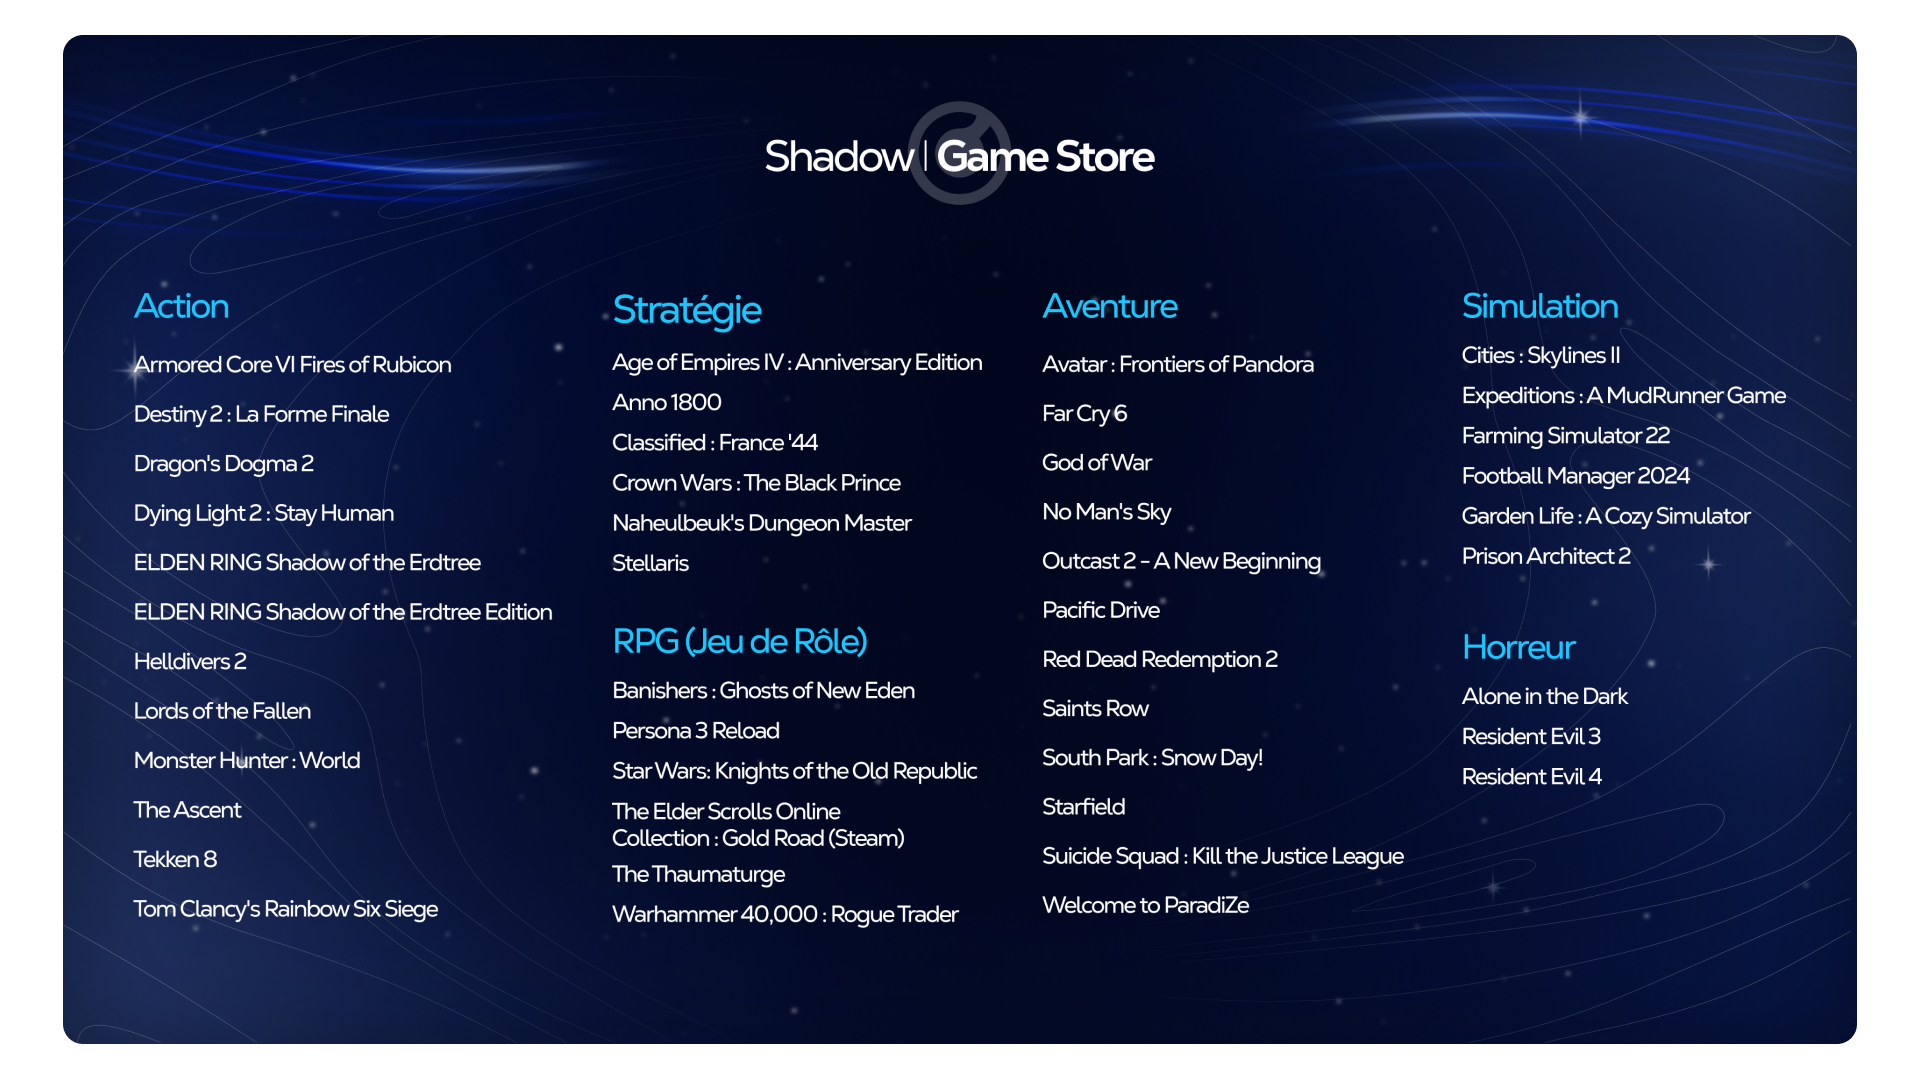 Shadow | Game Store
Action
Armored Core VI Fires of Rubicon
Destiny 2 : La Forme Finale
Dragon's Dogma 2
Dying Light 2 : Stay Human
ELDEN RING Shadow of the Erdtree
ELDEN RING Shadow of the Erdtree Edition
Helldivers 2
Lords of the Fallen
Monster Hunter : World
The Ascent
Tekken 8
Tom Clancy's Rainbow Six Siege
Stratégie
Age of Empires IV : Anniversary Edition
Anno 1800
Classified : France '44
Crown Wars : The Black Prince
Naheulbeuk's Dungeon Master
Stellaris
RPG (Jeu de Rôle)
Banishers : Ghosts of New Eden
Persona 3 Reload
Star Wars: Knights of the Old Republic
The Elder Scrolls Online
Collection : Gold Road (Steam)
The Thaumaturge
Warhammer 40,000 : Rogue Trader
Aventure
Avatar : Frontiers of Pandora
Far Cry 6
God of War
No Man's Sky
Outcast 2 - A New Beginning
Pacific Drive
Red Dead Redemption 2
Saints Row
South Park : Snow Day!
Starfield
Suicide Squad : Kill the Justice League
Welcome to ParadiZe
Simulation
Cities : Skylines II
Expeditions : A MudRunner Game
Farming Simulator 22
Football Manager 2024
Garden Life : A Cozy Simulator
Prison Architect 2
Horreur
Alone in the Dark
Resident Evil 3
Resident Evil 4